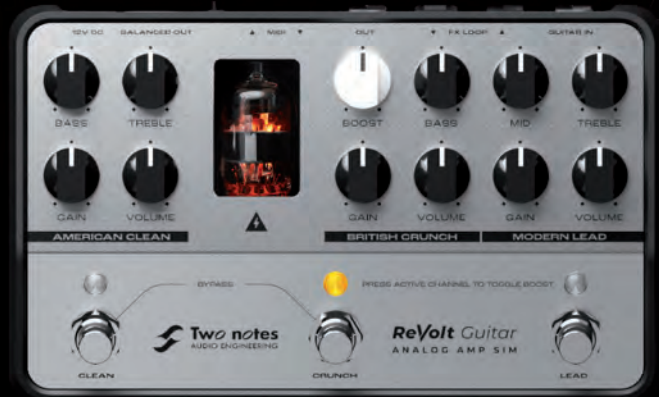 12V DC BALANCED OUT ▲ MIDI ▼ OUT ▼ FX LOOP ▲ GUITAR IN
BASS TREBLE BOOST BASS MID TREBLE
GAIN VOLUME GAIN VOLUME GAIN VOLUME
AMERICAN CLEAN BRITISH CRUNCH MODERN LEAD
BYPASS PRESS ACTIVE CHANNEL TO TOGGLE BOOST
Two notes
AUDIO ENGINEERING
ReVolt Guitar
ANALOG AMP SIM
CLEAN CRUNCH LEAD